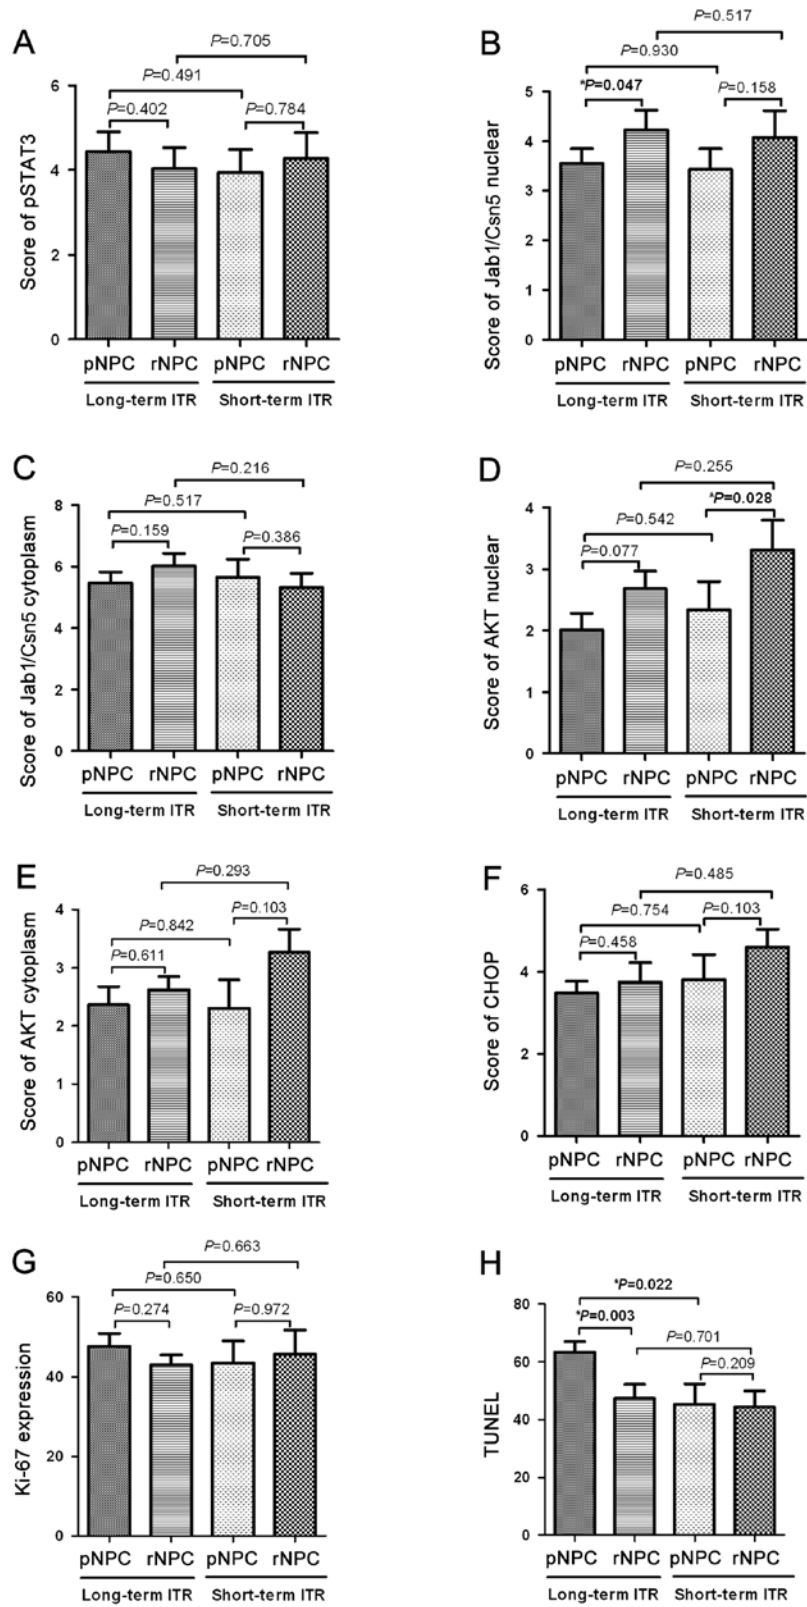 A
P=0.705
P=0.491
P=0.402
P=0.784
Score of pSTAT3
6
4
2
0
pNPC rNPC pNPC rNPC
Long-term ITR Short-term ITR
B
P=0.517
P=0.930
*P=0.047
P=0.158
Score of Jab1/Csn5 nuclear
5
4
3
2
1
0
pNPC rNPC pNPC rNPC
Long-term ITR Short-term ITR
C
P=0.216
P=0.517
P=0.159
P=0.386
Score of Jab1/Csn5 cytoplasm
8
6
4
2
0
pNPC rNPC pNPC rNPC
Long-term ITR Short-term ITR
D
P=0.255
*P=0.028
P=0.542
P=0.077
Score of AKT nuclear
4
3
2
1
0
pNPC rNPC pNPC rNPC
Long-term ITR Short-term ITR
E
P=0.293
P=0.842
P=0.103
P=0.611
Score of AKT cytoplasm
4
3
2
1
0
pNPC rNPC pNPC rNPC
Long-term ITR Short-term ITR
F
P=0.485
P=0.754
P=0.103
P=0.458
Score of CHOP
6
4
2
0
pNPC rNPC pNPC rNPC
Long-term ITR Short-term ITR
G
P=0.663
P=0.650
P=0.274
P=0.972
Ki-67 expression
60
40
20
0
pNPC rNPC pNPC rNPC
Long-term ITR Short-term ITR
H
*P=0.022
*P=0.003
P=0.701
P=0.209
TUNEL
80
60
40
20
0
pNPC rNPC pNPC rNPC
Long-term ITR Short-term ITR